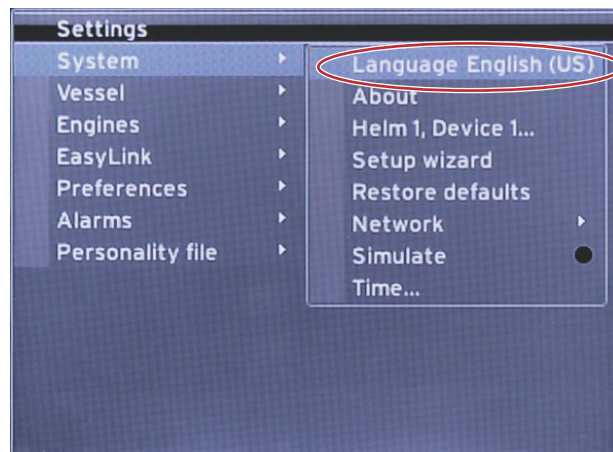 Settings
System
Vessel
Engines
EasyLink
Preferences
Alarms
Personality file
Language English (US)
About
Helm 1, Device 1...
Setup wizard
Restore defaults
Network
Simulate
Time...